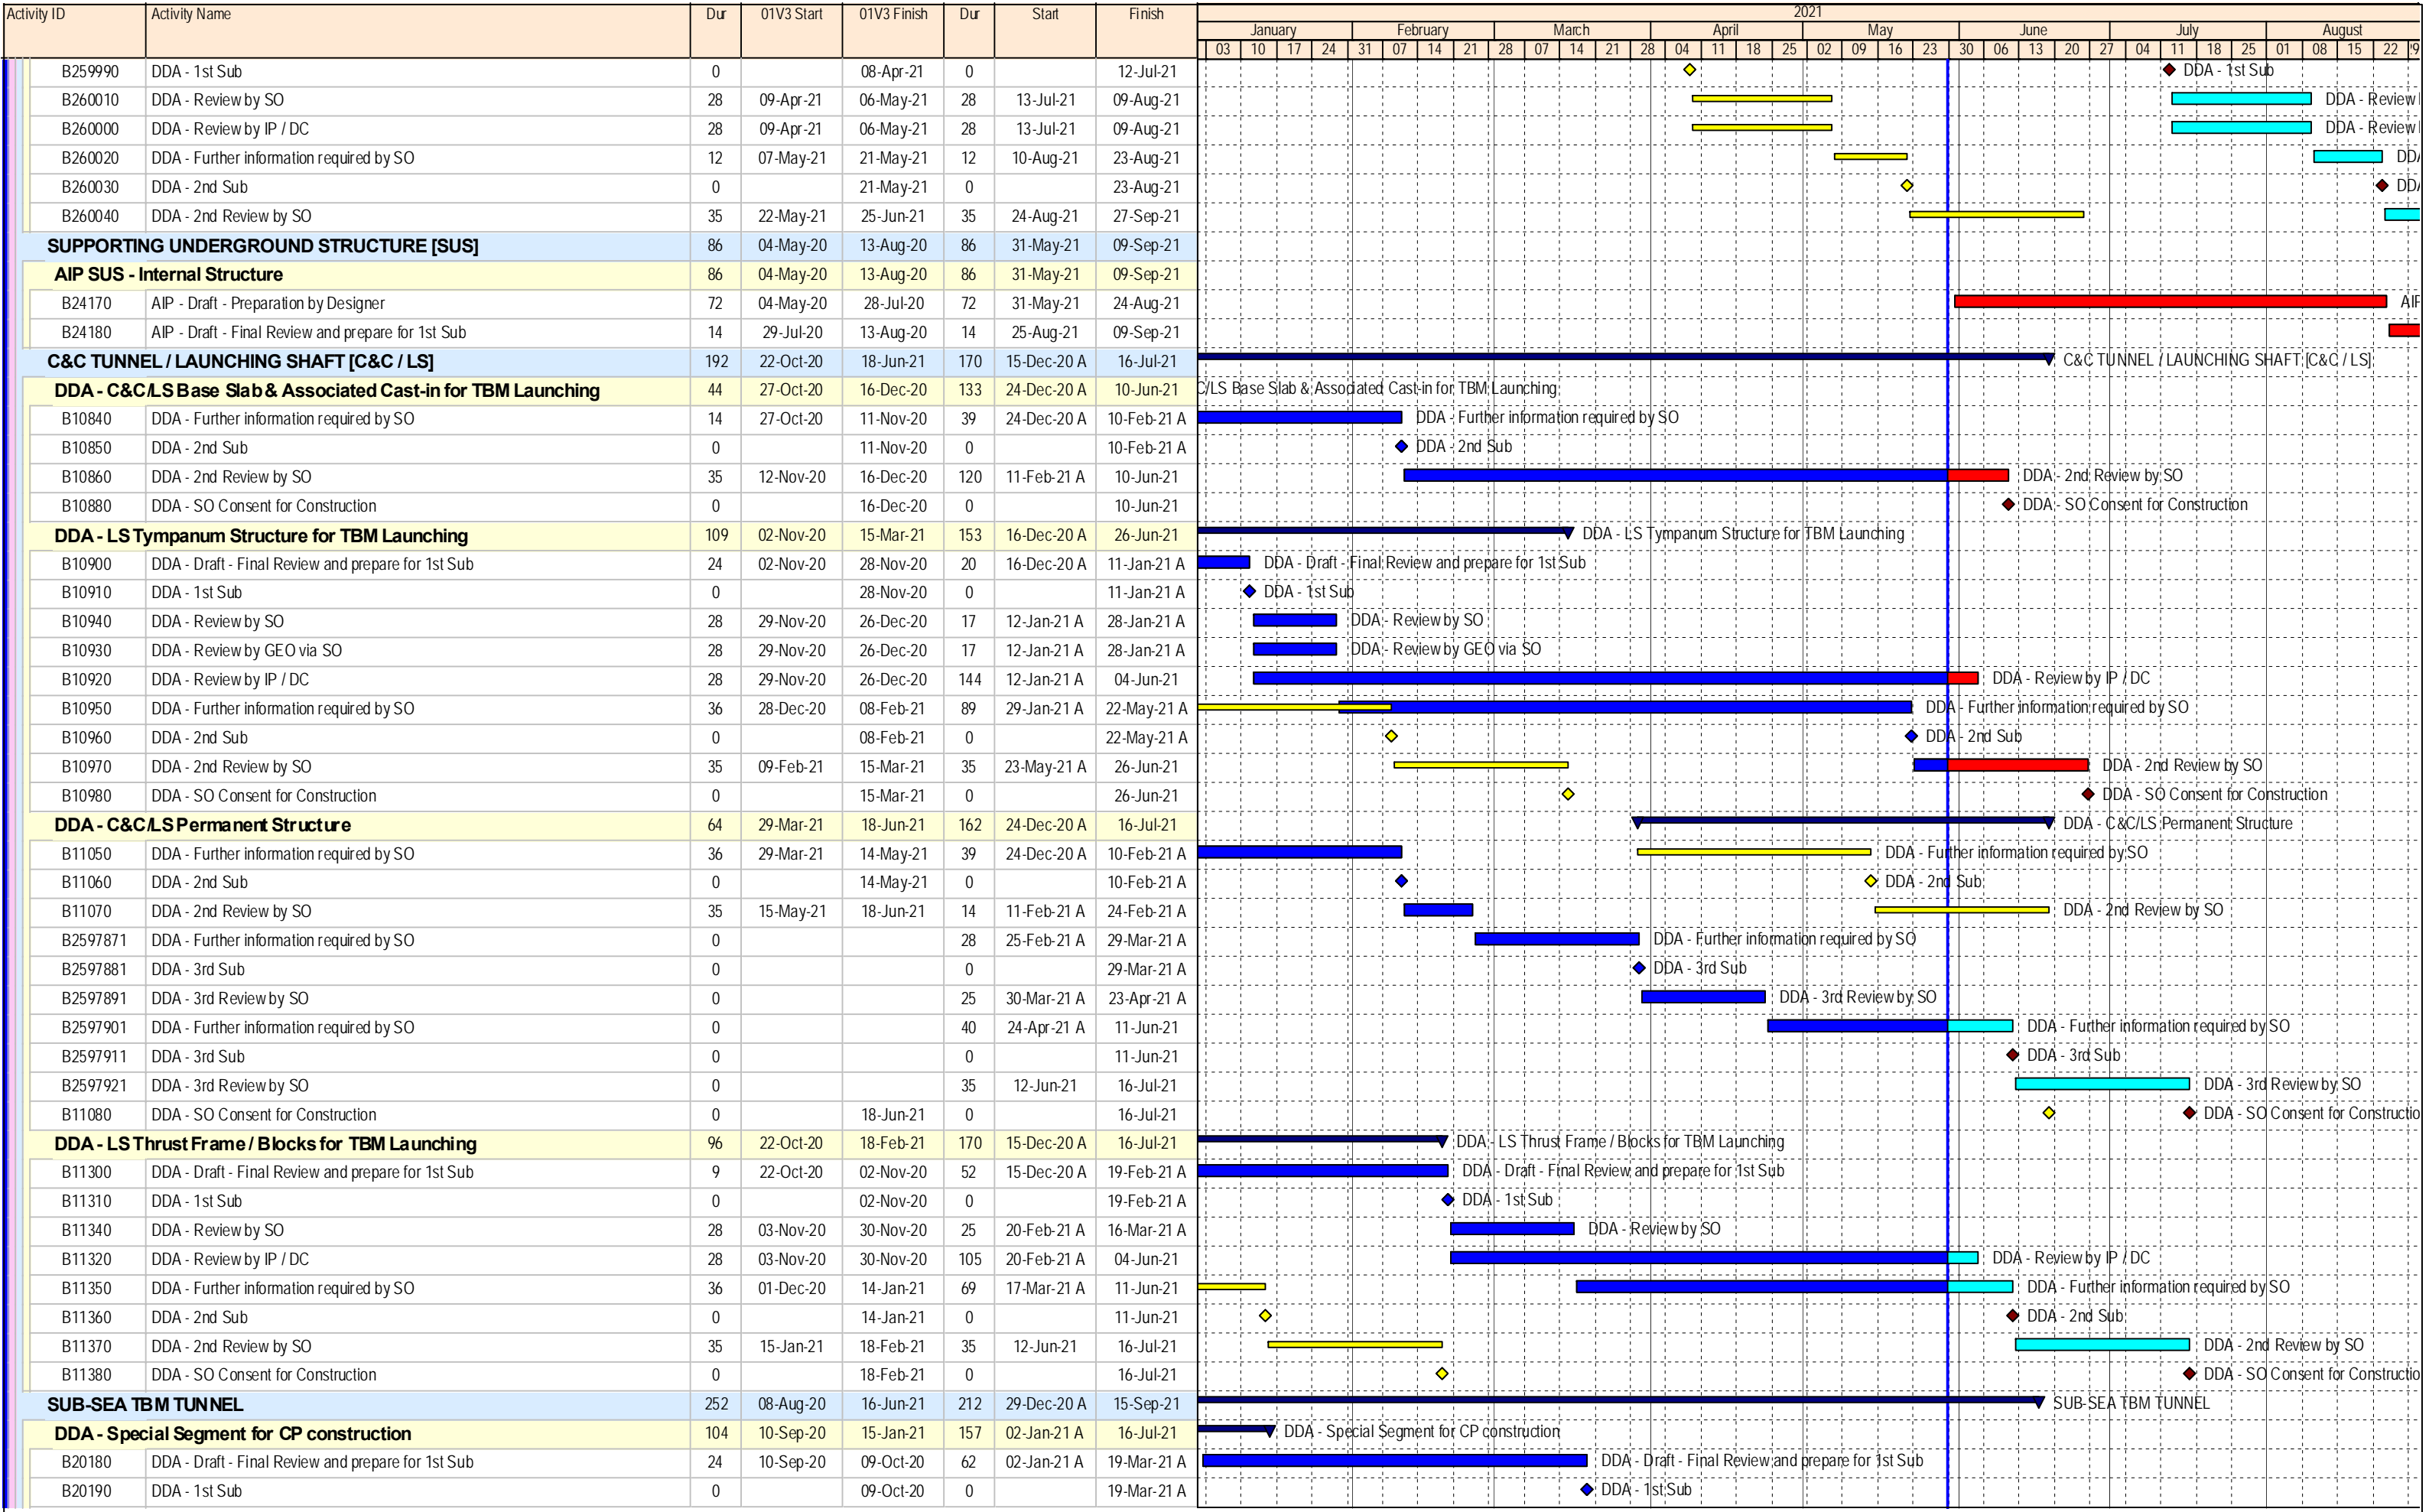 Activity ID Activity Name Dur 01V3 Start 01V3 Finish Dur Start Finish 2021
January February March April May June July August
03 10 17 24 31 07 14 21 28 07 14 21 28 04 11 18 25 02 09 16 23 30 06 13 20 27 04 11 18 25 01 08 15 22 29
B259990 DDA - 1st Sub 0 08-Apr-21 0 12-Jul-21 DDA - 1st Sub
B260010 DDA - Review by SO 28 09-Apr-21 06-May-21 28 13-Jul-21 09-Aug-21 DDA - Review
B260000 DDA - Review by IP / DC 28 09-Apr-21 06-May-21 28 13-Jul-21 09-Aug-21 DDA - Review
B260020 DDA - Further information required by SO 12 07-May-21 21-May-21 12 10-Aug-21 23-Aug-21 DDA
B260030 DDA - 2nd Sub 0 21-May-21 0 23-Aug-21 DDA
B260040 DDA - 2nd Review by SO 35 22-May-21 25-Jun-21 35 24-Aug-21 27-Sep-21
SUPPORTING UNDERGROUND STRUCTURE [SUS] 86 04-May-20 13-Aug-20 86 31-May-21 09-Sep-21
AIP SUS - Internal Structure 86 04-May-20 13-Aug-20 86 31-May-21 09-Sep-21
B24170 AIP - Draft - Preparation by Designer 72 04-May-20 28-Jul-20 72 31-May-21 24-Aug-21 AIP
B24180 AIP - Draft - Final Review and prepare for 1st Sub 14 29-Jul-20 13-Aug-20 14 25-Aug-21 09-Sep-21
C&C TUNNEL / LAUNCHING SHAFT [C&C / LS] 192 22-Oct-20 18-Jun-21 170 15-Dec-20 A 16-Jul-21 C&C TUNNEL / LAUNCHING SHAFT [C&C / LS]
DDA - C&C/LS Base Slab & Associated Cast-in for TBM Launching 44 27-Oct-20 16-Dec-20 133 24-Dec-20 A 10-Jun-21 C/LS Base Slab & Associated Cast-in for TBM Launching
B10840 DDA - Further information required by SO 14 27-Oct-20 11-Nov-20 39 24-Dec-20 A 10-Feb-21 A DDA - Further information required by SO
B10850 DDA - 2nd Sub 0 11-Nov-20 0 10-Feb-21 A DDA - 2nd Sub
B10860 DDA - 2nd Review by SO 35 12-Nov-20 16-Dec-20 120 11-Feb-21 A 10-Jun-21 DDA - 2nd Review by SO
B10880 DDA - SO Consent for Construction 0 16-Dec-20 0 10-Jun-21 DDA - SO Consent for Construction
DDA - LS Tympanum Structure for TBM Launching 109 02-Nov-20 15-Mar-21 153 16-Dec-20 A 26-Jun-21 DDA - LS Tympanum Structure for TBM Launching
B10900 DDA - Draft - Final Review and prepare for 1st Sub 24 02-Nov-20 28-Nov-20 20 16-Dec-20 A 11-Jan-21 A DDA - Draft - Final Review and prepare for 1st Sub
B10910 DDA - 1st Sub 0 28-Nov-20 0 11-Jan-21 A DDA - 1st Sub
B10940 DDA - Review by SO 28 29-Nov-20 26-Dec-20 17 12-Jan-21 A 28-Jan-21 A DDA - Review by SO
B10930 DDA - Review by GEO via SO 28 29-Nov-20 26-Dec-20 17 12-Jan-21 A 28-Jan-21 A DDA - Review by GEO via SO
B10920 DDA - Review by IP / DC 28 29-Nov-20 26-Dec-20 144 12-Jan-21 A 04-Jun-21 DDA - Review by IP / DC
B10950 DDA - Further information required by SO 36 28-Dec-20 08-Feb-21 89 29-Jan-21 A 22-May-21 A DDA - Further information required by SO
B10960 DDA - 2nd Sub 0 08-Feb-21 0 22-May-21 A DDA - 2nd Sub
B10970 DDA - 2nd Review by SO 35 09-Feb-21 15-Mar-21 35 23-May-21 A 26-Jun-21 DDA - 2nd Review by SO
B10980 DDA - SO Consent for Construction 0 15-Mar-21 0 26-Jun-21 DDA - SO Consent for Construction
DDA - C&C/LS Permanent Structure 64 29-Mar-21 18-Jun-21 162 24-Dec-20 A 16-Jul-21 DDA - C&C/LS Permanent Structure
B11050 DDA - Further information required by SO 36 29-Mar-21 14-May-21 39 24-Dec-20 A 10-Feb-21 A DDA - Further information required by SO
B11060 DDA - 2nd Sub 0 14-May-21 0 10-Feb-21 A DDA - 2nd Sub
B11070 DDA - 2nd Review by SO 35 15-May-21 18-Jun-21 14 11-Feb-21 A 24-Feb-21 A DDA - 2nd Review by SO
B2597871 DDA - Further information required by SO 0 28 25-Feb-21 A 29-Mar-21 A DDA - Further information required by SO
B2597881 DDA - 3rd Sub 0 0 29-Mar-21 A DDA - 3rd Sub
B2597891 DDA - 3rd Review by SO 0 25 30-Mar-21 A 23-Apr-21 A DDA - 3rd Review by SO
B2597901 DDA - Further information required by SO 0 40 24-Apr-21 A 11-Jun-21 DDA - Further information required by SO
B2597911 DDA - 3rd Sub 0 0 11-Jun-21 DDA - 3rd Sub
B2597921 DDA - 3rd Review by SO 0 35 12-Jun-21 16-Jul-21 DDA - 3rd Review by SO
B11080 DDA - SO Consent for Construction 0 18-Jun-21 0 16-Jul-21 DDA - SO Consent for Constructio
DDA - LS Thrust Frame / Blocks for TBM Launching 96 22-Oct-20 18-Feb-21 170 15-Dec-20 A 16-Jul-21 DDA - LS Thrust Frame / Blocks for TBM Launching
B11300 DDA - Draft - Final Review and prepare for 1st Sub 9 22-Oct-20 02-Nov-20 52 15-Dec-20 A 19-Feb-21 A DDA - Draft - Final Review and prepare for 1st Sub
B11310 DDA - 1st Sub 0 02-Nov-20 0 19-Feb-21 A DDA - 1st Sub
B11340 DDA - Review by SO 28 03-Nov-20 30-Nov-20 25 20-Feb-21 A 16-Mar-21 A DDA - Review by SO
B11320 DDA - Review by IP / DC 28 03-Nov-20 30-Nov-20 105 20-Feb-21 A 04-Jun-21 DDA - Review by IP / DC
B11350 DDA - Further information required by SO 36 01-Dec-20 14-Jan-21 69 17-Mar-21 A 11-Jun-21 DDA - Further information required by SO
B11360 DDA - 2nd Sub 0 14-Jan-21 0 11-Jun-21 DDA - 2nd Sub
B11370 DDA - 2nd Review by SO 35 15-Jan-21 18-Feb-21 35 12-Jun-21 16-Jul-21 DDA - 2nd Review by SO
B11380 DDA - SO Consent for Construction 0 18-Feb-21 0 16-Jul-21 DDA - SO Consent for Constructio
SUB-SEA TBM TUNNEL 252 08-Aug-20 16-Jun-21 212 29-Dec-20 A 15-Sep-21 SUB-SEA TBM TUNNEL
DDA - Special Segment for CP construction 104 10-Sep-20 15-Jan-21 157 02-Jan-21 A 16-Jul-21 DDA - Special Segment for CP construction
B20180 DDA - Draft - Final Review and prepare for 1st Sub 24 10-Sep-20 09-Oct-20 62 02-Jan-21 A 19-Mar-21 A DDA - Draft - Final Review and prepare for 1st Sub
B20190 DDA - 1st Sub 0 09-Oct-20 0 19-Mar-21 A DDA - 1st Sub